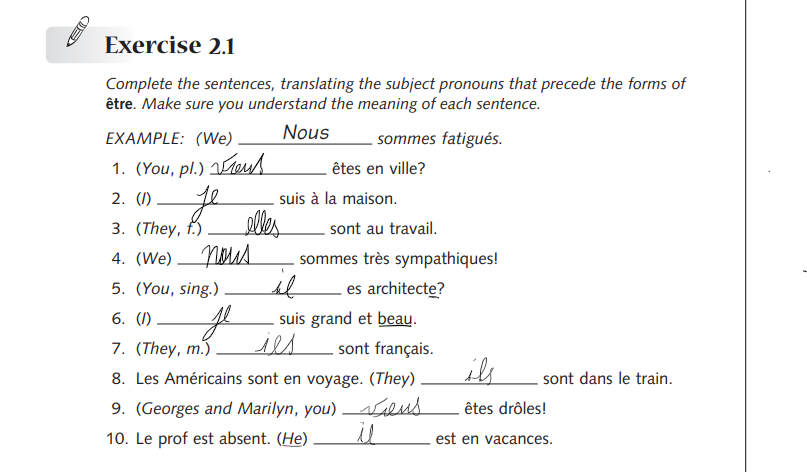 Exercise 2.1
Complete the sentences, translating the subject pronouns that precede the forms of
être. Make sure you understand the meaning of each sentence.
EXAMPLE: (We) Nous sommes fatigués.
1. (You, pl.) vous êtes en ville?
2. (I) je suis à la maison.
3. (They, f.) elles sont au travail.
4. (We) nous sommes très sympathiques!
5. (You, sing.) il es architecte?
6. (I) je suis grand et beau.
7. (They, m.) ils sont français.
8. Les Américains sont en voyage. (They) ils sont dans le train.
9. (Georges and Marilyn, you) vous êtes drôles!
10. Le prof est absent. (He) il est en vacances.